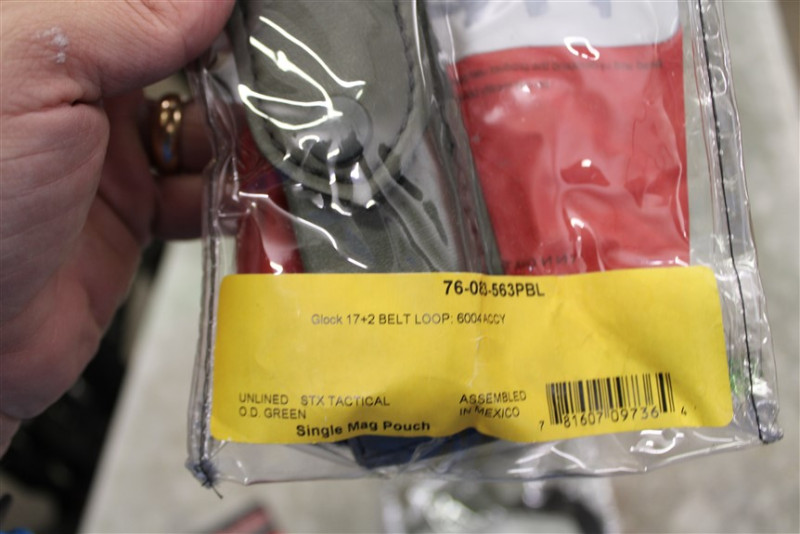 76-083-563PBL
Glock 17+2 BELT LOOP: 6004 ACCY
UNLINED STX TACTICAL
O.D. GREEN
ASSEMBLED
IN MEXICO
Single Mag Pouch
7 81607 09736 4